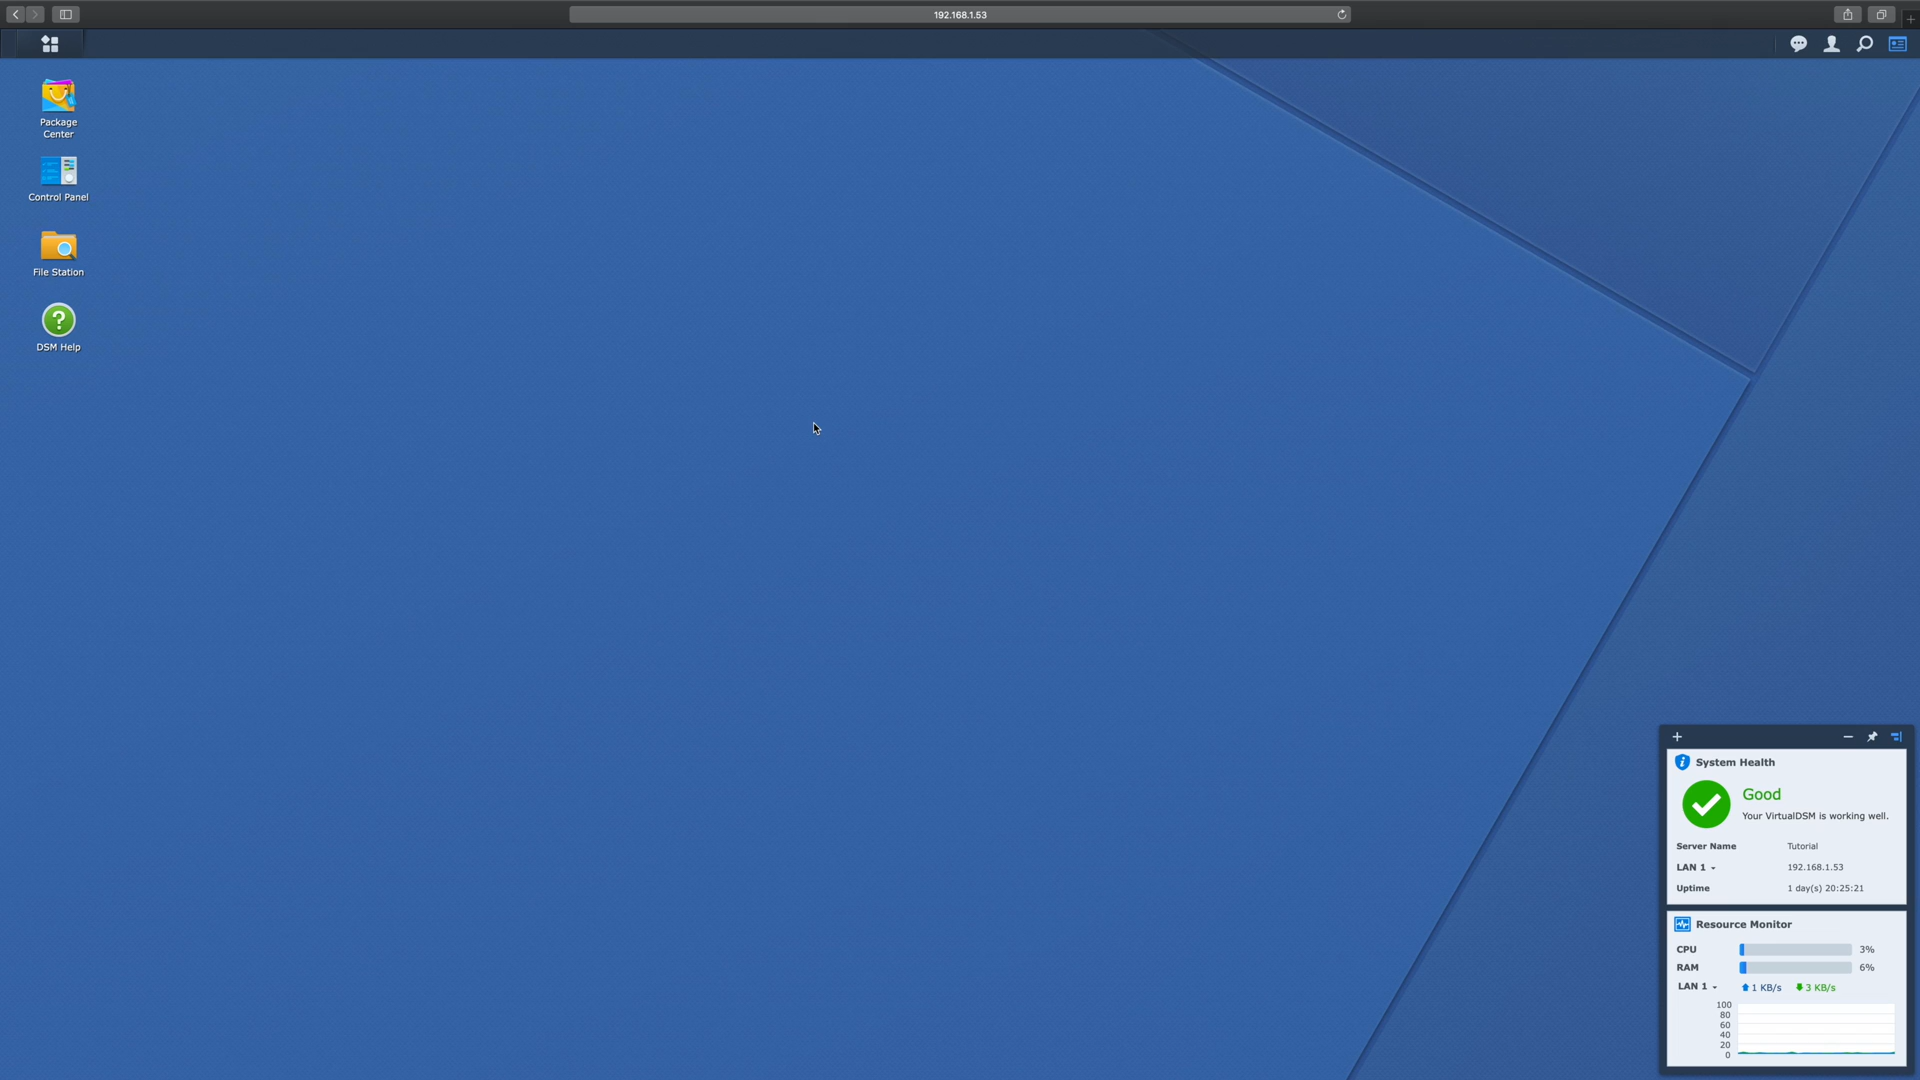 192.168.1.53
Package
Center
Control Panel
File Station
DSM Help
System Health
Good
Your VirtualDSM is working well.
Server Name Tutorial
LAN 1 192.168.1.53
Uptime 1 day(s) 20:25:21
Resource Monitor
CPU 3%
RAM 6%
LAN 1 1 KB/s 3 KB/s
100
80
60
40
20
0